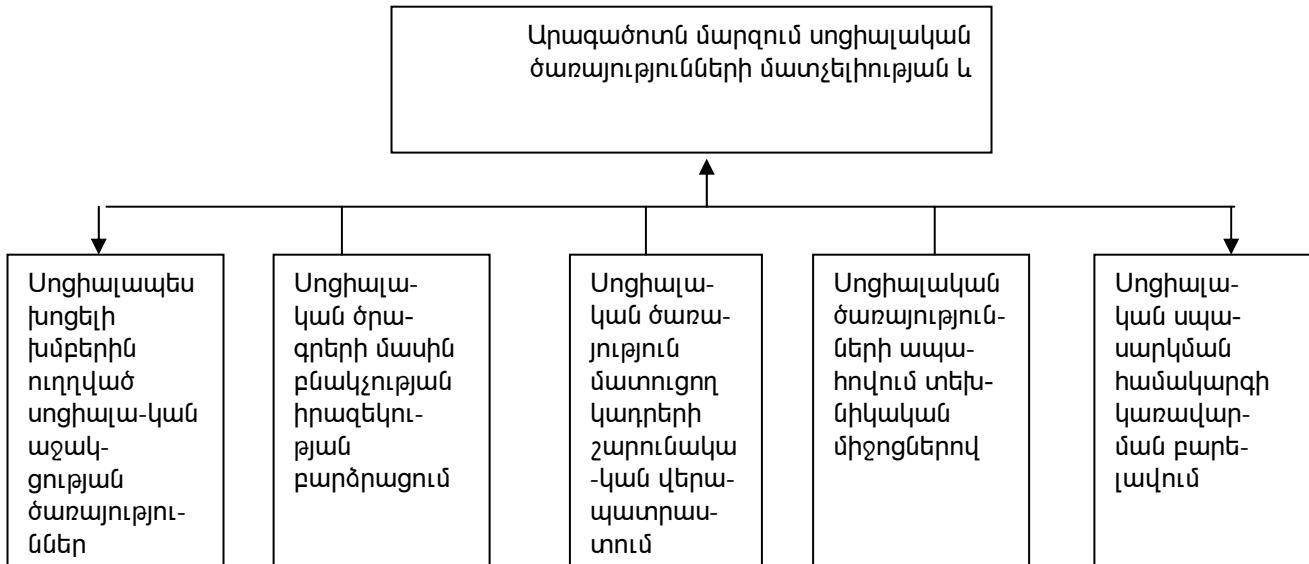 Արագածոտն մարզում սոցիալական
ծառայությունների մատչելիության և
Սոցիալապես
խոցելի
խմբերին
ուղղված
սոցիալա-կան
աջակ-
ցության
ծառայությու-
ններ
Սոցիալա-
կան ծրա-
գրերի մասին
բնակչության
իրազեկու-
թյան
բարձրացում
Սոցիալա-
կան ծառա-
յություն
մատուցող
կադրերի
շարունակա
-կան վերա-
պատրաս-
տում
Սոցիալական
ծառայություն-
ների ապա-
հովում տեխ-
նիկական
միջոցներով
Սոցիալա-
կան սպա-
սարկման
համակարգի
կառավար-
ման բարե-
լավում